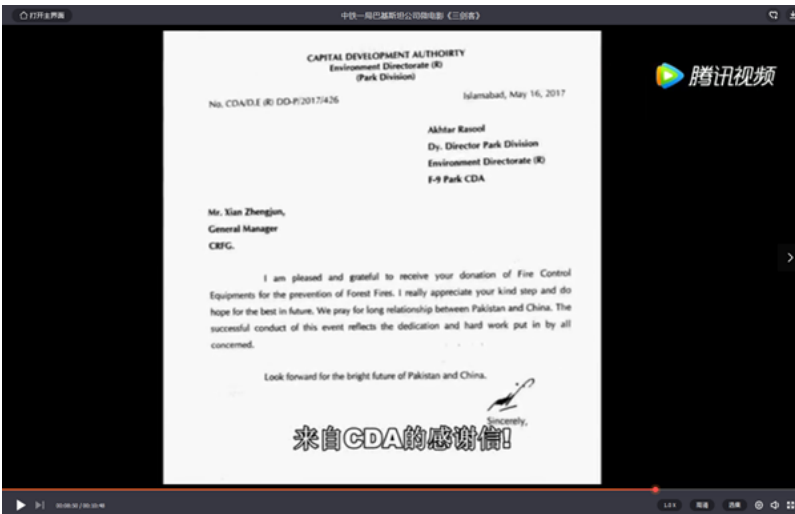 打开主界面
中铁一局巴基斯坦公司微电影《三剑客》
腾讯视频
CAPITAL DEVELOPMENT AUTHOIRTY
Environment Directorate (R)
(Park Division)
No. CDA/D.E (R) DD-P/2017/426
Islamabad, May 16, 2017
Akhtar Rasool
Dy. Director Park Division
Environment Directorate (R)
F-9 Park CDA
Mr. Xian Zhengjun,
General Manager
CRFG.
I am pleased and grateful to receive your donation of Fire Control
Equipments for the prevention of Forest Fires. I really appreciate your kind step and do
hope for the best in future. We pray for long relationship between Pakistan and China. The
successful conduct of this event reflects the dedication and hard work put in by all
concerned.
Look forward for the bright future of Pakistan and China.
Sincerely,
来自CDA的感谢信!
选集